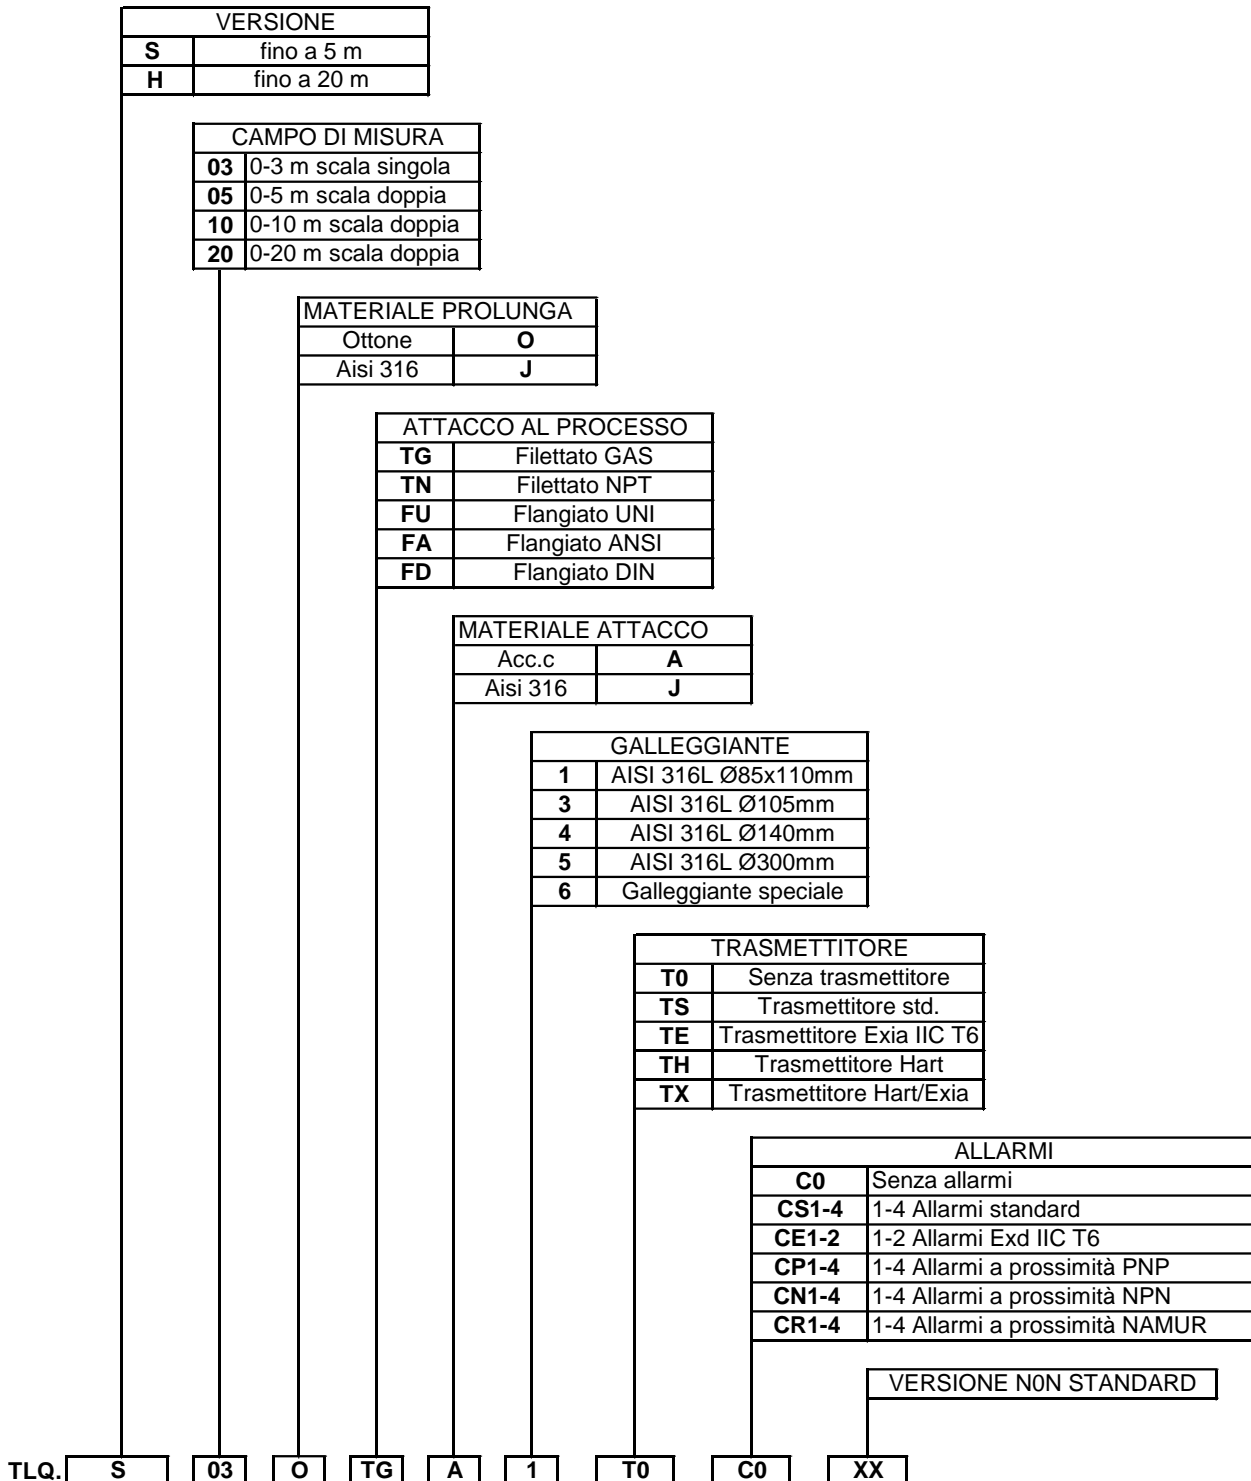 VERSIONE
S fino a 5 m
H fino a 20 m
CAMPO DI MISURA
03 0-3 m scala singola
05 0-5 m scala doppia
10 0-10 m scala doppia
20 0-20 m scala doppia
MATERIALE PROLUNGA
Ottone O
Aisi 316 J
ATTACCO AL PROCESSO
TG Filettato GAS
TN Filettato NPT
FU Flangiato UNI
FA Flangiato ANSI
FD Flangiato DIN
MATERIALE ATTACCO
Acc.c A
Aisi 316 J
GALLEGGIANTE
1 AISI 316L Ø85x110mm
3 AISI 316L Ø105mm
4 AISI 316L Ø140mm
5 AISI 316L Ø300mm
6 Galleggiante speciale
TRASMETTITORE
T0 Senza trasmettitore
TS Trasmettitore std.
TE Trasmettitore Exia IIC T6
TH Trasmettitore Hart
TX Trasmettitore Hart/Exia
ALLARMI
C0 Senza allarmi
CS1-4 1-4 Allarmi standard
CE1-2 1-2 Allarmi Exd IIC T6
CP1-4 1-4 Allarmi a prossimità PNP
CN1-4 1-4 Allarmi a prossimità NPN
CR1-4 1-4 Allarmi a prossimità NAMUR
VERSIONE N0N STANDARD
TLQ. S 03 O TG A 1 T0 C0 XX